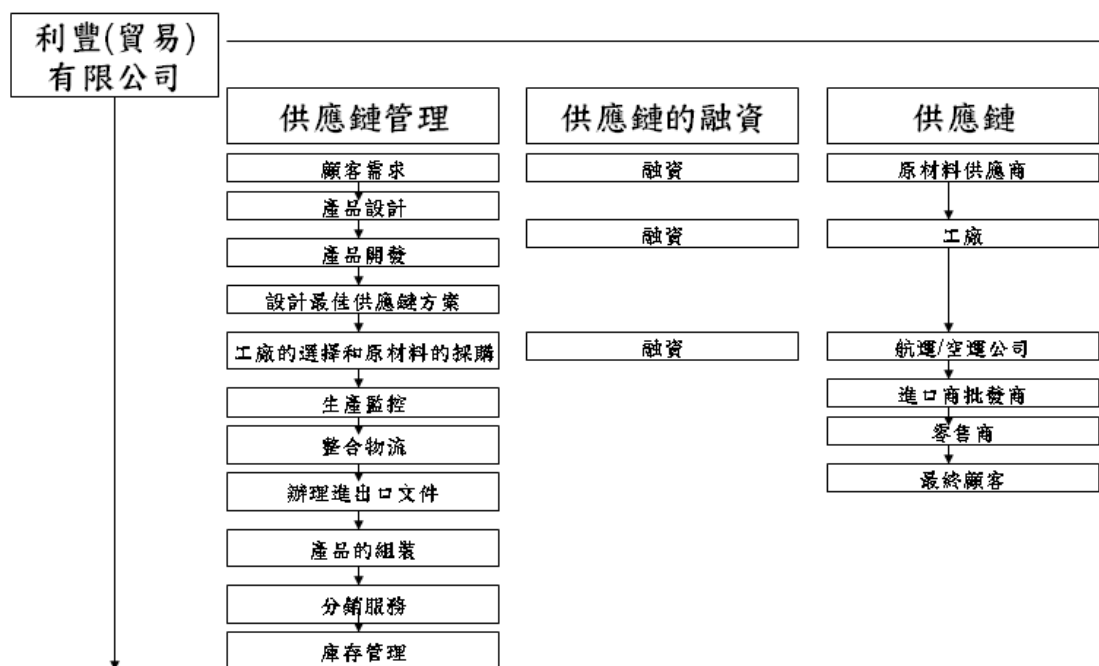 利豐(貿易)
有限公司
供應鏈管理
顧客需求
產品設計
產品開發
設計最佳供應鏈方案
工廠的選擇和原材料的採購
生產監控
整合物流
辦理進出口文件
產品的組裝
分銷服務
庫存管理
供應鏈的融資
融資
融資
融資
供應鏈
原材料供應商
工廠
航運/空運公司
進口商批發商
零售商
最終顧客